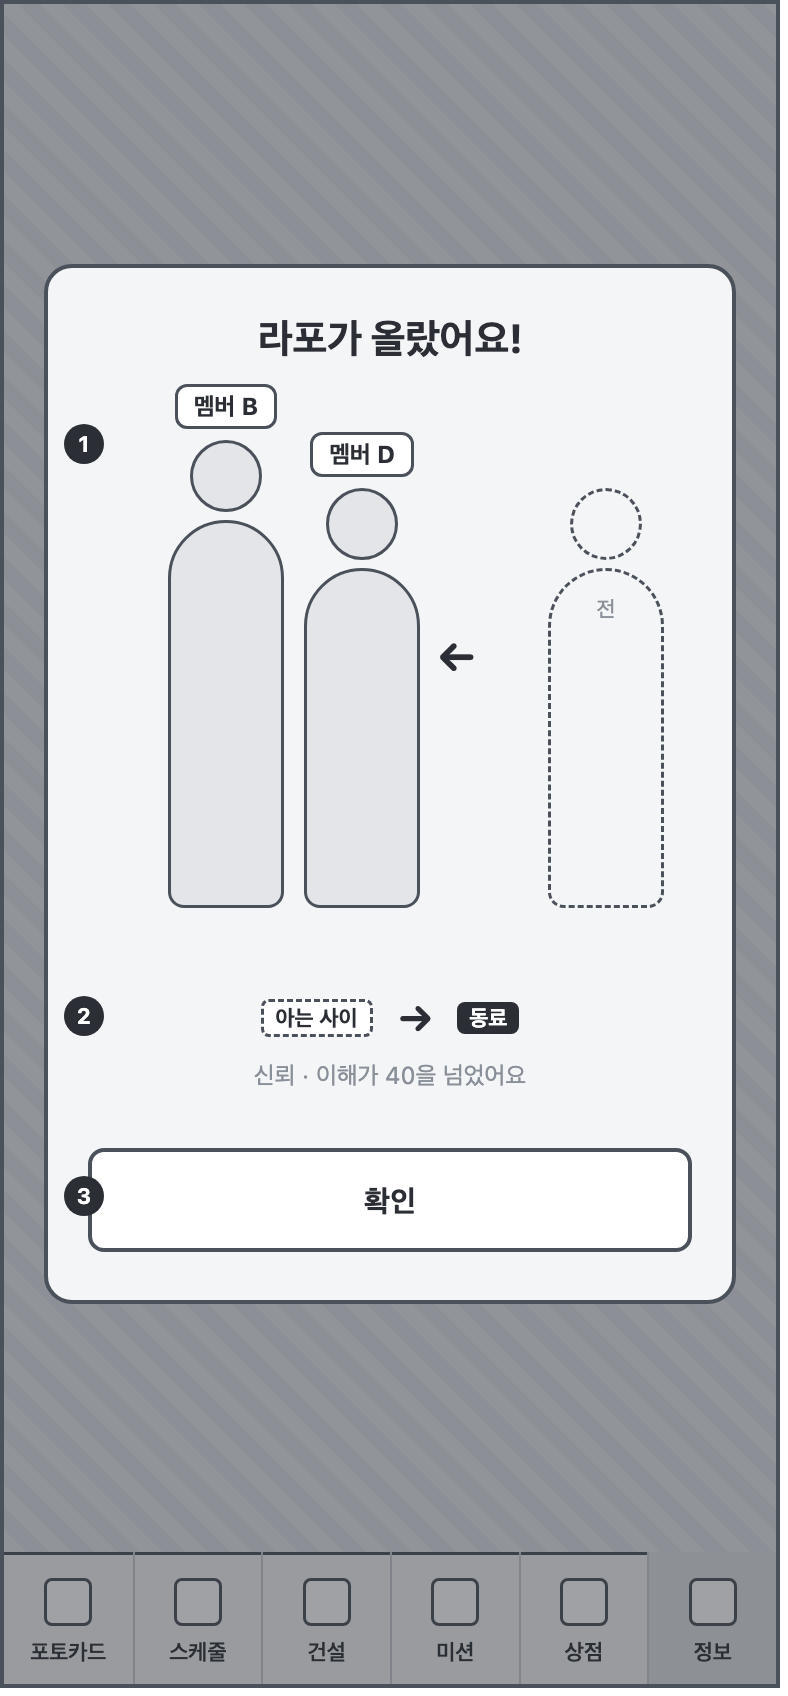 라포가 올랐어요!
멤버 B
1
멤버 D
전
2
아는 사이
동료
신뢰 · 이해가 40을 넘었어요
3
확인
포토카드
스케줄
건설
미션
상점
정보